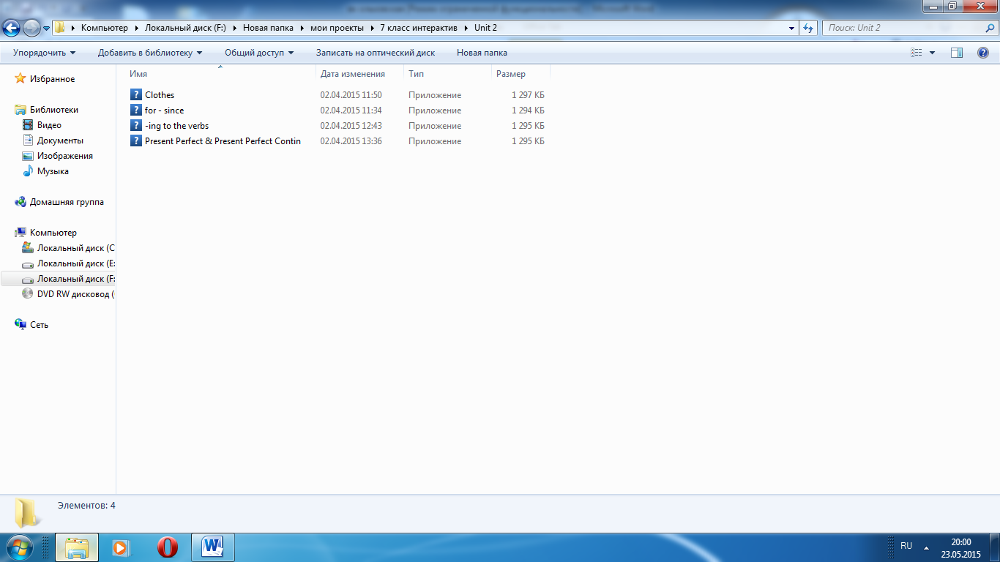 Компьютер Локальный диск (F:) Новая папка мои проекты 7 класс интерактив Unit 2 Поиск: Unit 2
Упорядочить Добавить в библиотеку Общий доступ Записать на оптический диск Новая папка
Имя Дата изменения Тип Размер
Clothes 02.04.2015 11:50 Приложение 1 297 КБ
for - since 02.04.2015 11:34 Приложение 1 294 КБ
-ing to the verbs 02.04.2015 12:43 Приложение 1 295 КБ
Present Perfect & Present Perfect Contin 02.04.2015 13:36 Приложение 1 295 КБ
Избранное
Библиотеки
Видео
Документы
Изображения
Музыка
Домашняя группа
Компьютер
Локальный диск (C
Локальный диск (E:
Локальный диск (F:
DVD RW дисковод (
Сеть
Элементов: 4
RU 20:00
23.05.2015